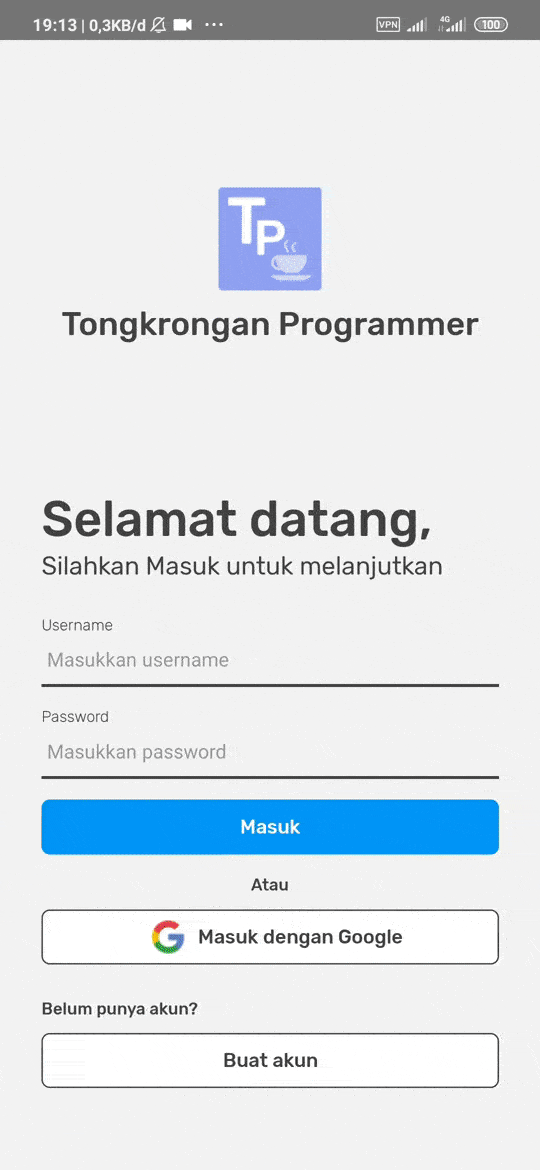 19:13 | 0,3KB/d ...
VPN 4G 100
TP
Tongkrongan Programmer
Selamat datang,
Silahkan Masuk untuk melanjutkan
Username
Masukkan username
Password
Masukkan password
Masuk
Atau
Masuk dengan Google
Belum punya akun?
Buat akun